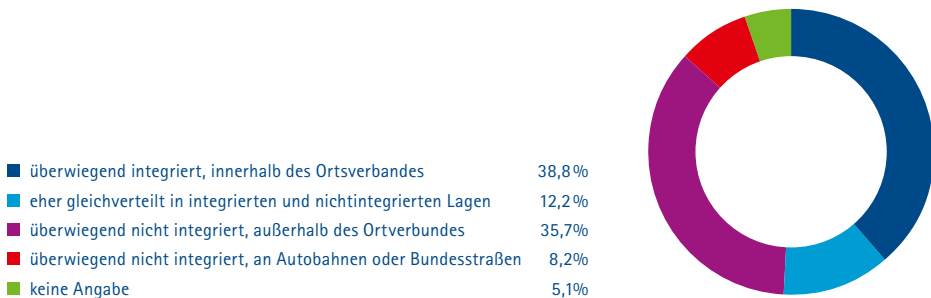 überwiegend integriert, innerhalb des Ortsverbandes 38,8%
eher gleichverteilt in integrierten und nichtintegrierten Lagen 12,2%
überwiegend nicht integriert, außerhalb des Ortverbundes 35,7%
überwiegend nicht integriert, an Autobahnen oder Bundesstraßen 8,2%
keine Angabe 5,1%